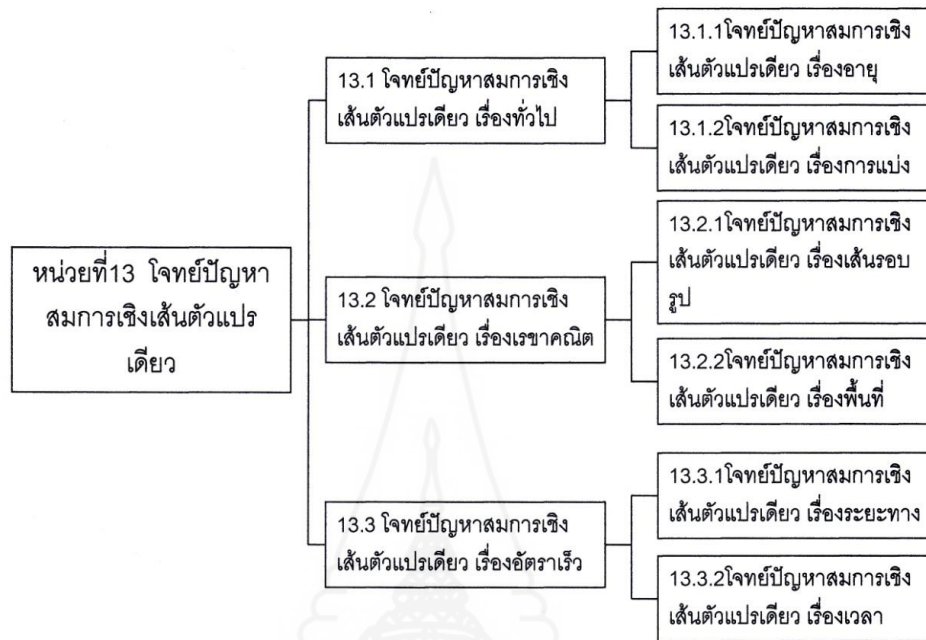 หน่วยที่13 โจทย์ปัญหา
สมการเชิงเส้นตัวแปร
เดียว
13.1 โจทย์ปัญหาสมการเชิง
เส้นตัวแปรเดียว เรื่องทั่วไป
13.1.1โจทย์ปัญหาสมการเชิง
เส้นตัวแปรเดียว เรื่องอายุ
13.1.2โจทย์ปัญหาสมการเชิง
เส้นตัวแปรเดียว เรื่องการแบ่ง
13.2 โจทย์ปัญหาสมการเชิง
เส้นตัวแปรเดียว เรื่องเรขาคณิต
13.2.1โจทย์ปัญหาสมการเชิง
เส้นตัวแปรเดียว เรื่องเส้นรอบ
รูป
13.2.2โจทย์ปัญหาสมการเชิง
เส้นตัวแปรเดียว เรื่องพื้นที่
13.3 โจทย์ปัญหาสมการเชิง
เส้นตัวแปรเดียว เรื่องอัตราเร็ว
13.3.1โจทย์ปัญหาสมการเชิง
เส้นตัวแปรเดียว เรื่องระยะทาง
13.3.2โจทย์ปัญหาสมการเชิง
เส้นตัวแปรเดียว เรื่องเวลา